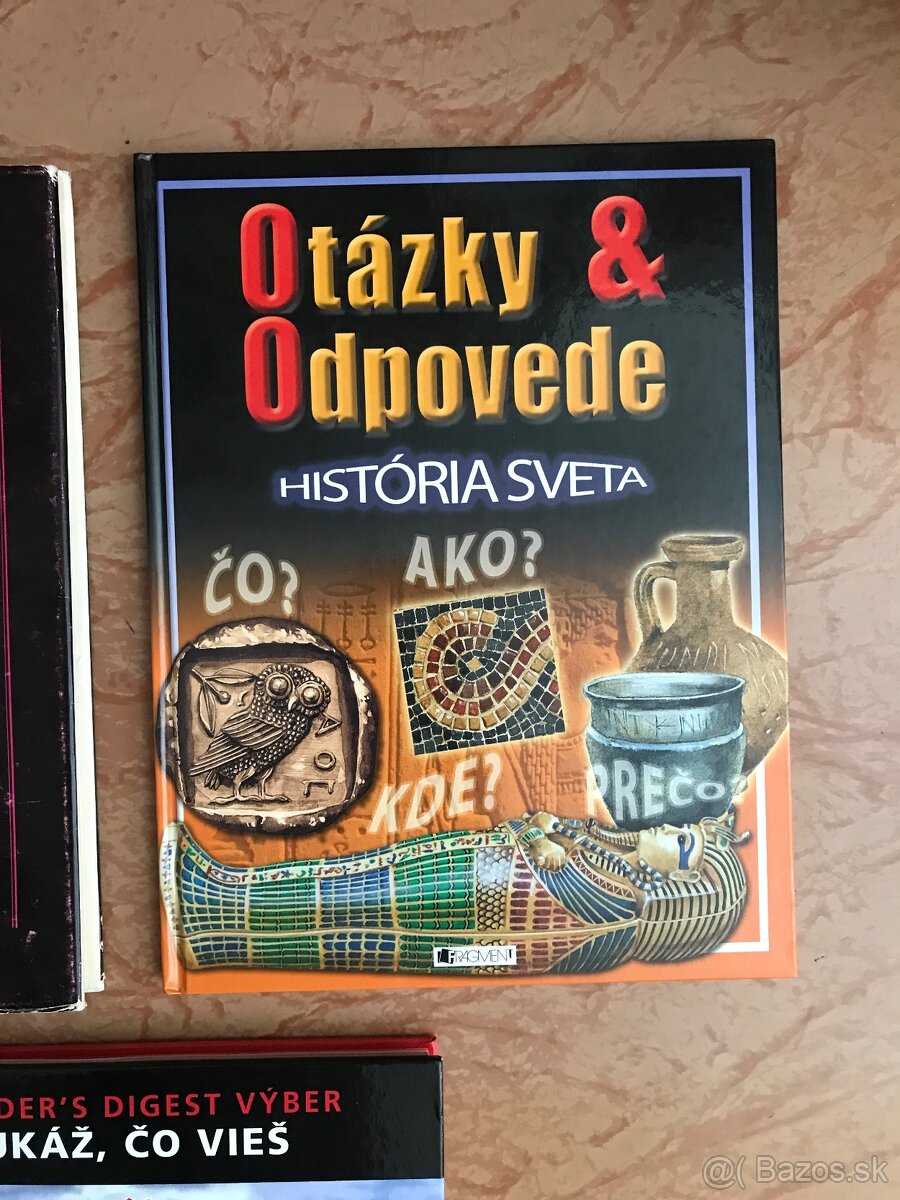 Otázky &
Odpovede
HISTÓRIA SVETA
ČO?
AKO?
KDE?
PREČO?
FRAGMENT
DER'S DIGEST VÝBER
UKÁŽ, ČO VIEŠ
@( Bazos.sk